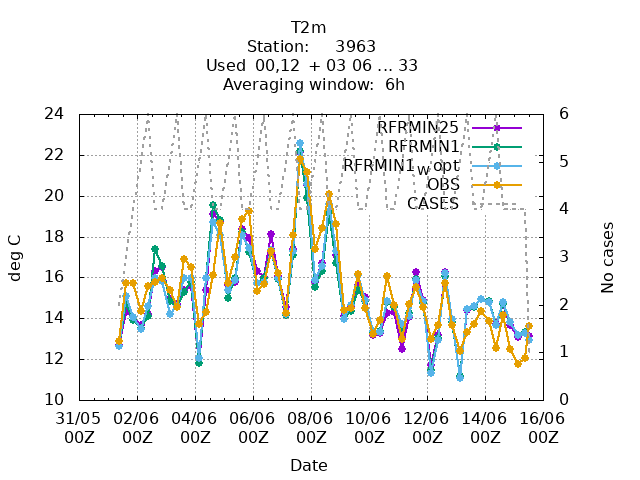 T2m
Station: 3963
Used 00,12 + 03 06 ... 33
Averaging window: 6h
24
22
20
18
16
14
12
10
6
5
4
3
2
1
0
deg C
No cases
RFRMIN25
RFRMIN1
RFRMIN1_w opt
OBS
CASES
31/05 02/06 04/06 06/06 08/06 10/06 12/06 14/06 16/06
00Z 00Z 00Z 00Z 00Z 00Z 00Z 00Z 00Z
Date